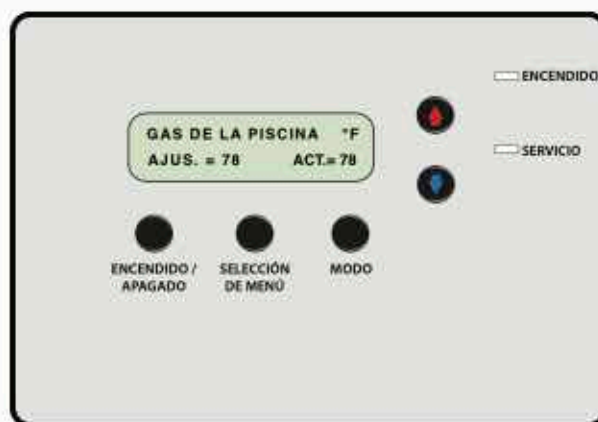 ENCENDIDO
GAS DE LA PISCINA °F
AJUS. = 78 ACT.= 78
SERVICIO
ENCENDIDO / APAGADO
SELECCIÓN DE MENÚ
MODO